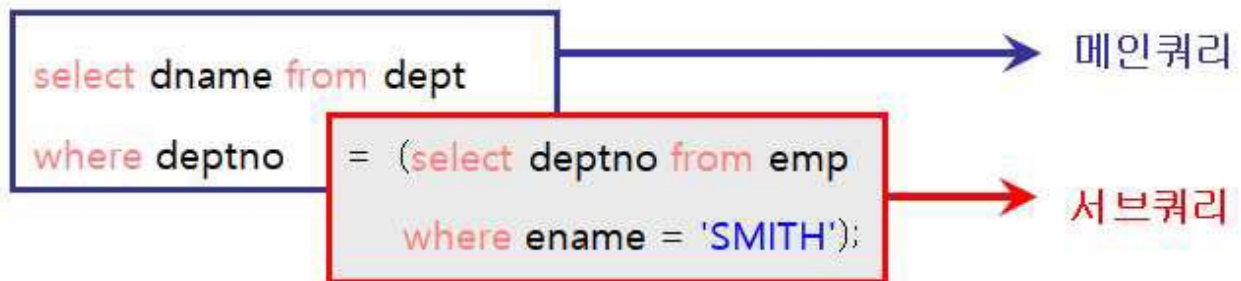 select dname from dept
메인쿼리
where deptno = (select deptno from emp
서브쿼리
where ename = 'SMITH');